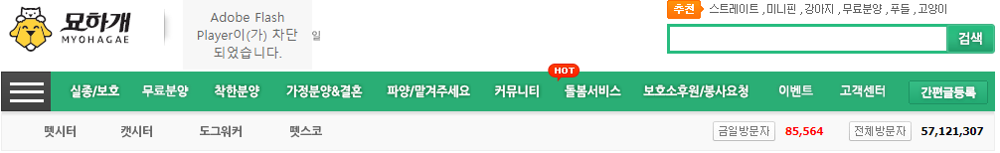 묘하개
MYOHAGAE
Adobe Flash
Player이(가) 차단
되었습니다.
일
추천 스트레이트 , 미니핀 , 강아지 , 무료분양 , 푸들 , 고양이
검색
HOT
실종/보호 무료분양 착한분양 가정분양&결혼 파양/맡겨주세요 커뮤니티 돌봄서비스 보호소후원/봉사요청 이벤트 고객센터 간편글등록
펫시터 캣시터 도그워커 펫스코 금일방문자 85,564 전체방문자 57,121,307